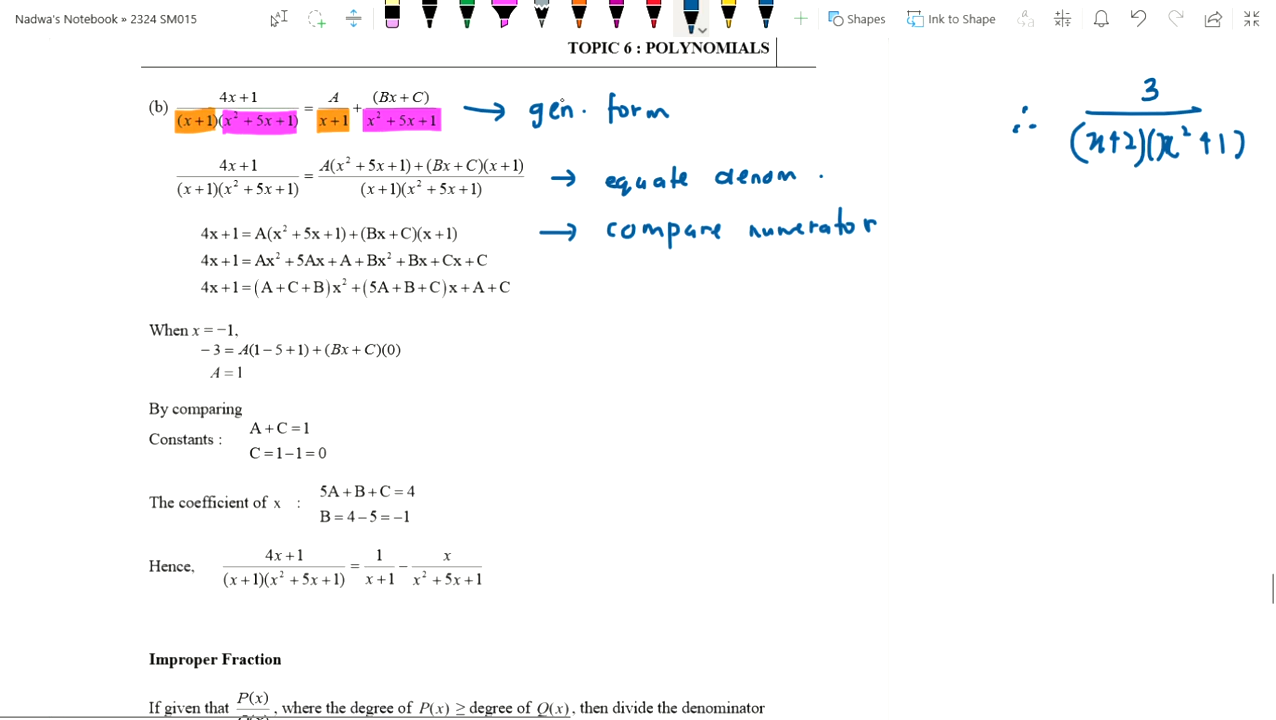 Nadwa's Notebook » 2324 SM015
Shapes
Ink to Shape
TOPIC 6 : POLYNOMIALS
(b) 4x+1 / (x+1)(x² + 5x + 1) = A / x+1 + (Bx + C) / x² + 5x + 1 → gen. form
4x+1 / (x+1)(x² + 5x + 1) = A(x² + 5x + 1) + (Bx + C)(x + 1) / (x+1)(x² + 5x + 1) → equate denom.
4x+1 = A(x² + 5x + 1) + (Bx + C)(x + 1) → compare numerator
4x+1 = Ax² + 5Ax + A + Bx² + Bx + Cx + C
4x+1 = (A + C + B)x² + (5A + B + C)x + A + C
When x = −1,
−3 = A(1 − 5 + 1) + (Bx + C)(0)
A = 1
By comparing
Constants :
A + C = 1
C = 1 − 1 = 0
The coefficient of x :
5A + B + C = 4
B = 4 − 5 = −1
Hence, 4x+1 / (x+1)(x² + 5x + 1) = 1 / x+1 − x / x² + 5x + 1
Improper Fraction
If given that P(x) / Q(x), where the degree of P(x) ≥ degree of Q(x), then divide the denominator
∴ 3 / (x+2)(x²+1)